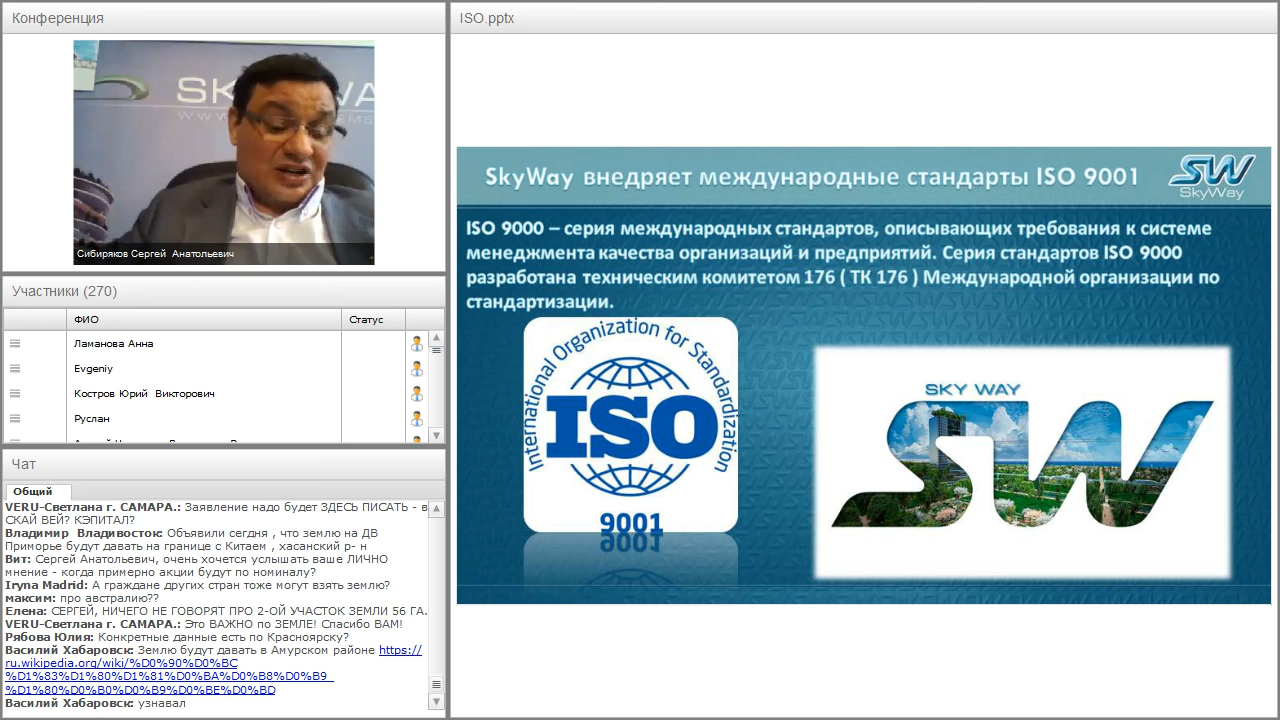 Конференция
SKYWA
Сибиряков Сергей Анатольевич
Участники (270)
ФИО
Статус
Ламанова Анна
Evgeniy
Костров Юрий Викторович
Руслан
Чат
Общий
VERU-Светлана г. САМАРА.: Заявление надо будет ЗДЕСЬ ПИСАТЬ - в
СКАЙ ВЕЙ? КЭПИТАЛ?
Владимир Владивосток: Объявили сегдня , что землю на ДВ
Приморье будут давать на границе с Китаем , хасанский р- н
Вит: Сергей Анатольевич, очень хочется услышать ваше ЛИЧНО
мнение - когда примерно акции будут по номиналу?
Iryna Madrid: А граждане других стран тоже могут взять землю?
максим: про австралию??
Елена: СЕРГЕЙ, НИЧЕГО НЕ ГОВОРЯТ ПРО 2-ОЙ УЧАСТОК ЗЕМЛИ 56 ГА.
VERU-Светлана г. САМАРА.: Это ВАЖНО по ЗЕМЛЕ! Спасибо ВАМ!
Рябова Юлия: Конкретные данные есть по Красноярску?
Василий Хабаровск: Землю будут давать в Амурском районе https://
ru.wikipedia.org/wiki/%D0%90%D0%BC
%D1%83%D1%80%D1%81%D0%BA%D0%B8%D0%B9_
%D1%80%D0%B0%D0%B9%D0%BE%D0%BD
Василий Хабаровск: узнавал
ISO.pptx
SkyWay внедряет международные стандарты ISO 9001
SW
SkyWay
ISO 9000 – серия международных стандартов, описывающих требования к системе
менеджмента качества организаций и предприятий. Серия стандартов ISO 9000
разработана техническим комитетом 176 ( ТК 176 ) Международной организации по
стандартизации.
International Organization for Standardization
ISO
9001
SKY WAY
SW